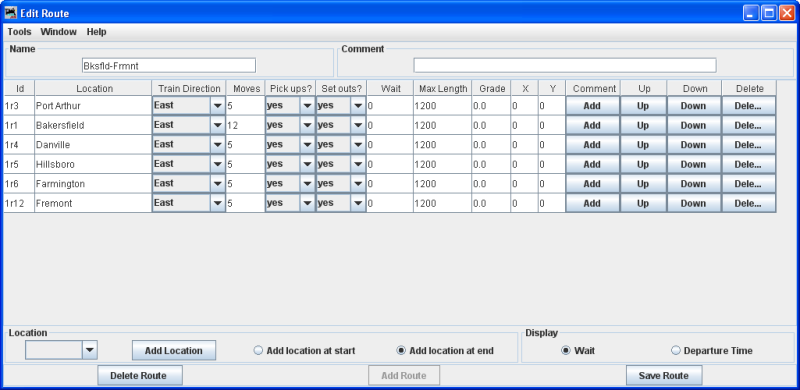 Edit Route
Tools Window Help
Name Comment
Bksfld-Frmnt
Id Location Train Direction Moves Pick ups? Set outs? Wait Max Length Grade X Y Comment Up Down Delete
1r3 Port Arthur East 5 yes yes 0 1200 0.0 0 0 Add Up Down Dele...
1r1 Bakersfield East 12 yes yes 0 1200 0.0 0 0 Add Up Down Dele...
1r4 Danville East 5 yes yes 0 1200 0.0 0 0 Add Up Down Dele...
1r5 Hillsboro East 5 yes yes 0 1200 0.0 0 0 Add Up Down Dele...
1r6 Farmington East 5 yes yes 0 1200 0.0 0 0 Add Up Down Dele...
1r12 Fremont East 5 yes yes 0 1200 0.0 0 0 Add Up Down Dele...
Location Display
Add Location Add location at start Add location at end Wait Departure Time
Delete Route Add Route Save Route